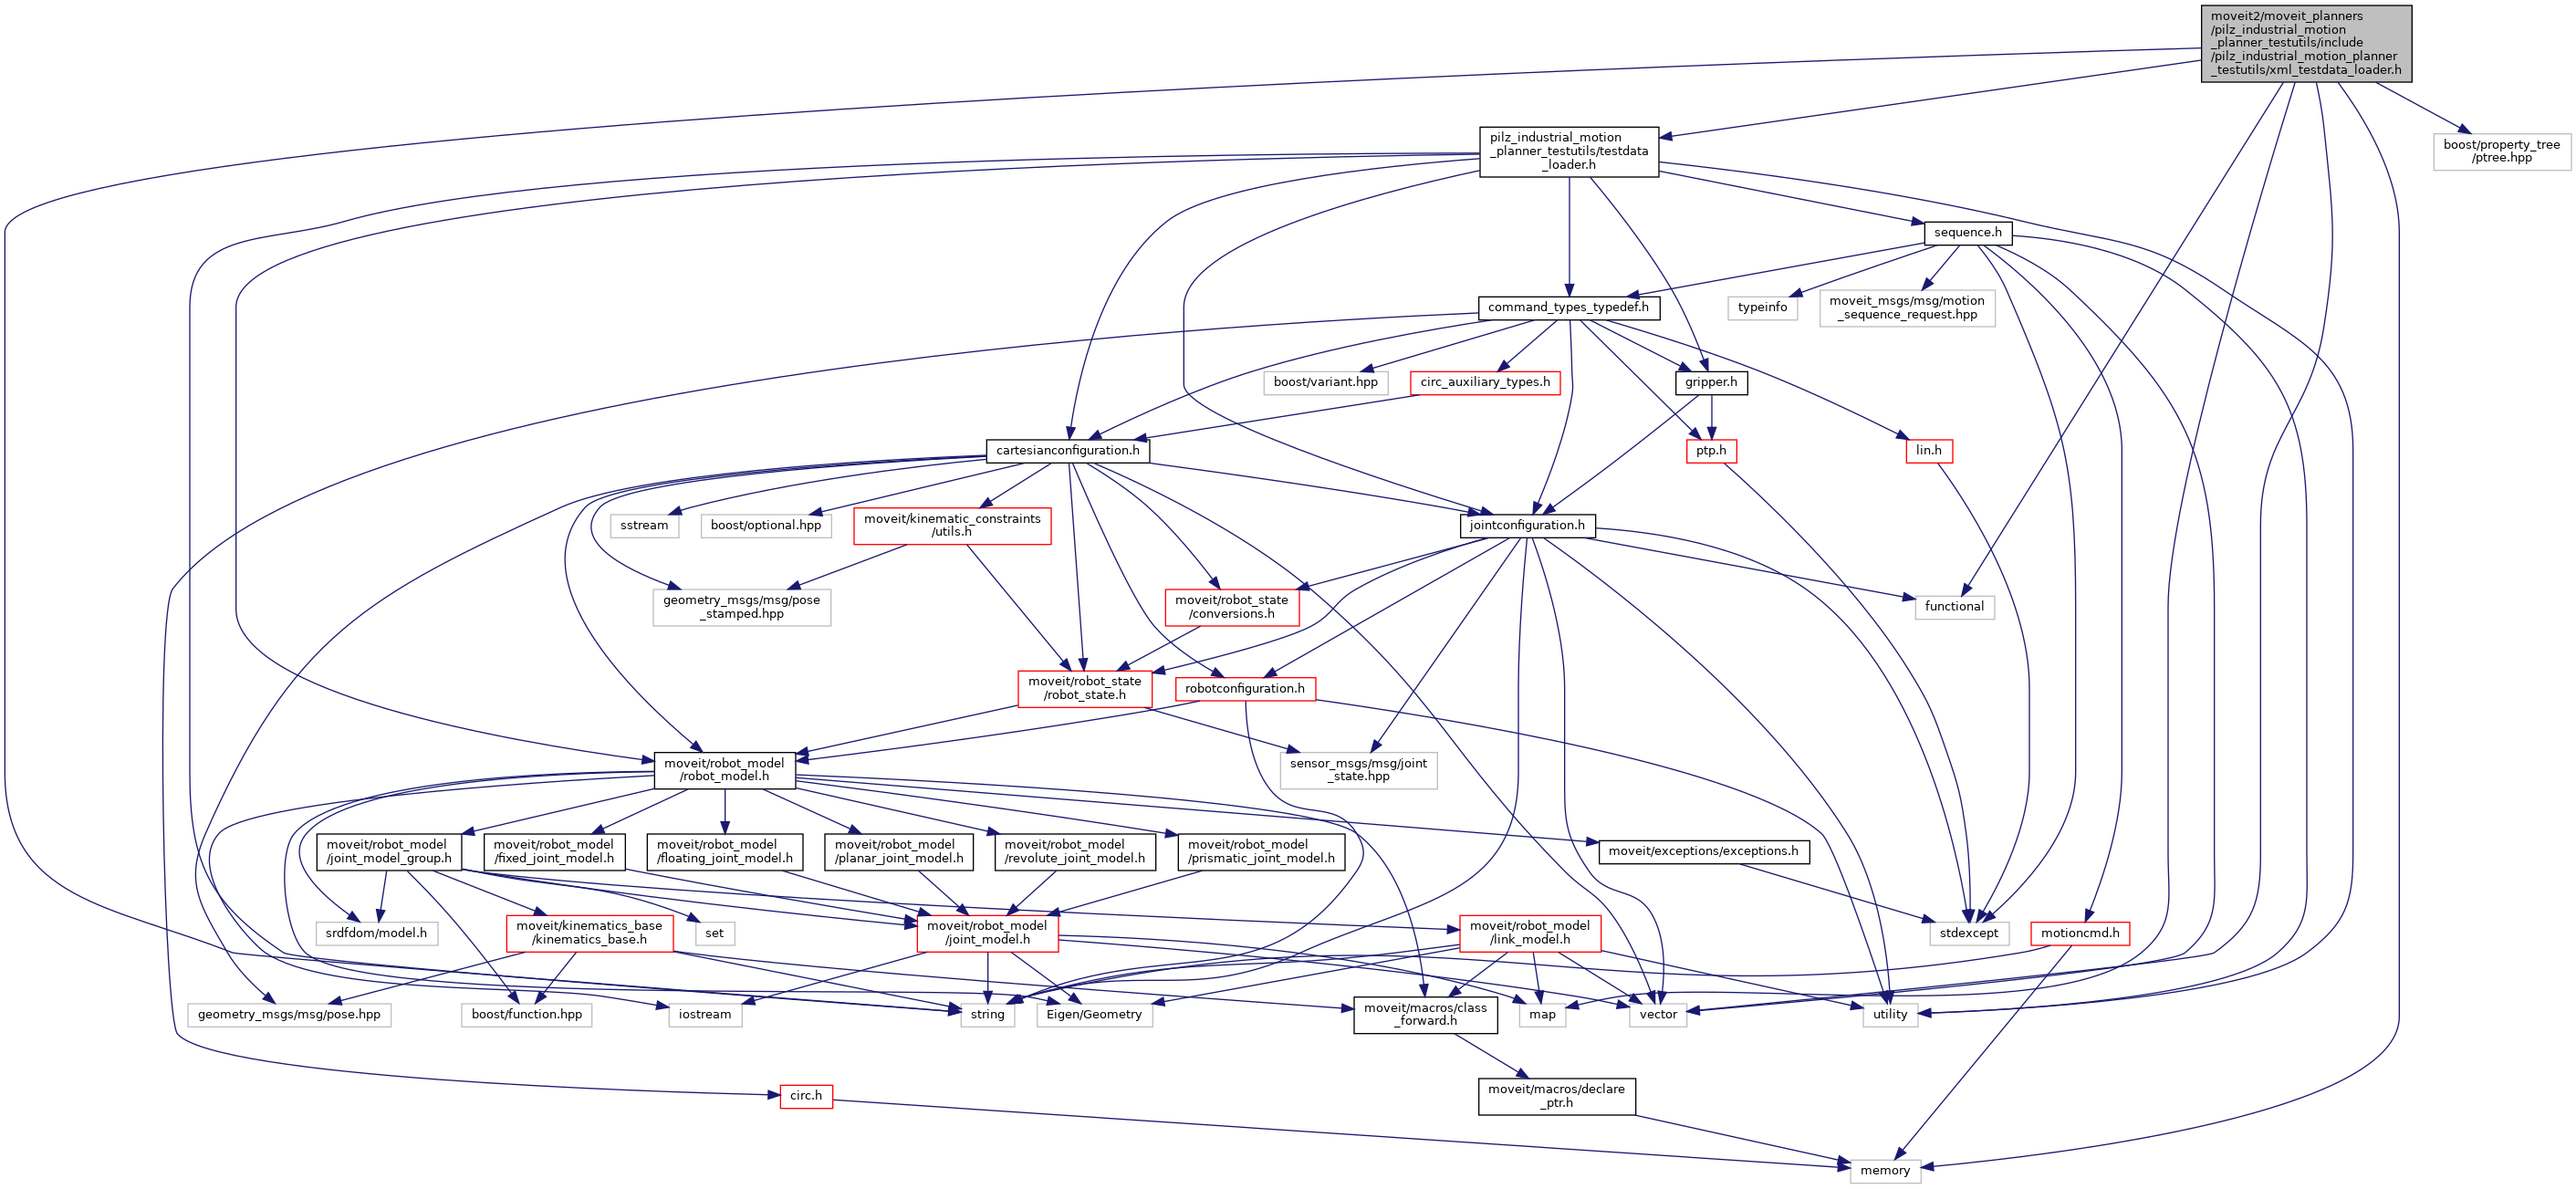 moveit2/moveit_planners
/pilz_industrial_motion
_planner_testutils/include
/pilz_industrial_motion_planner
_testutils/xml_testdata_loader.h
pilz_industrial_motion
_planner_testutils/testdata
_loader.h
boost/property_tree
/ptree.hpp
sequence.h
command_types_typedef.h
typeinfo
moveit_msgs/msg/motion
_sequence_request.hpp
boost/variant.hpp
circ_auxiliary_types.h
gripper.h
cartesianconfiguration.h
ptp.h
lin.h
sstream
boost/optional.hpp
moveit/kinematic_constraints
/utils.h
jointconfiguration.h
geometry_msgs/msg/pose
_stamped.hpp
moveit/robot_state
/conversions.h
functional
moveit/robot_state
/robot_state.h
robotconfiguration.h
moveit/robot_model
/robot_model.h
sensor_msgs/msg/joint
_state.hpp
moveit/robot_model
/joint_model_group.h
moveit/robot_model
/fixed_joint_model.h
moveit/robot_model
/floating_joint_model.h
moveit/robot_model
/planar_joint_model.h
moveit/robot_model
/revolute_joint_model.h
moveit/robot_model
/prismatic_joint_model.h
moveit/exceptions/exceptions.h
srdfdom/model.h
moveit/kinematics_base
/kinematics_base.h
set
moveit/robot_model
/joint_model.h
moveit/robot_model
/link_model.h
stdexcept
motioncmd.h
geometry_msgs/msg/pose.hpp
boost/function.hpp
iostream
string
Eigen/Geometry
moveit/macros/class
_forward.h
map
vector
utility
circ.h
moveit/macros/declare
_ptr.h
memory